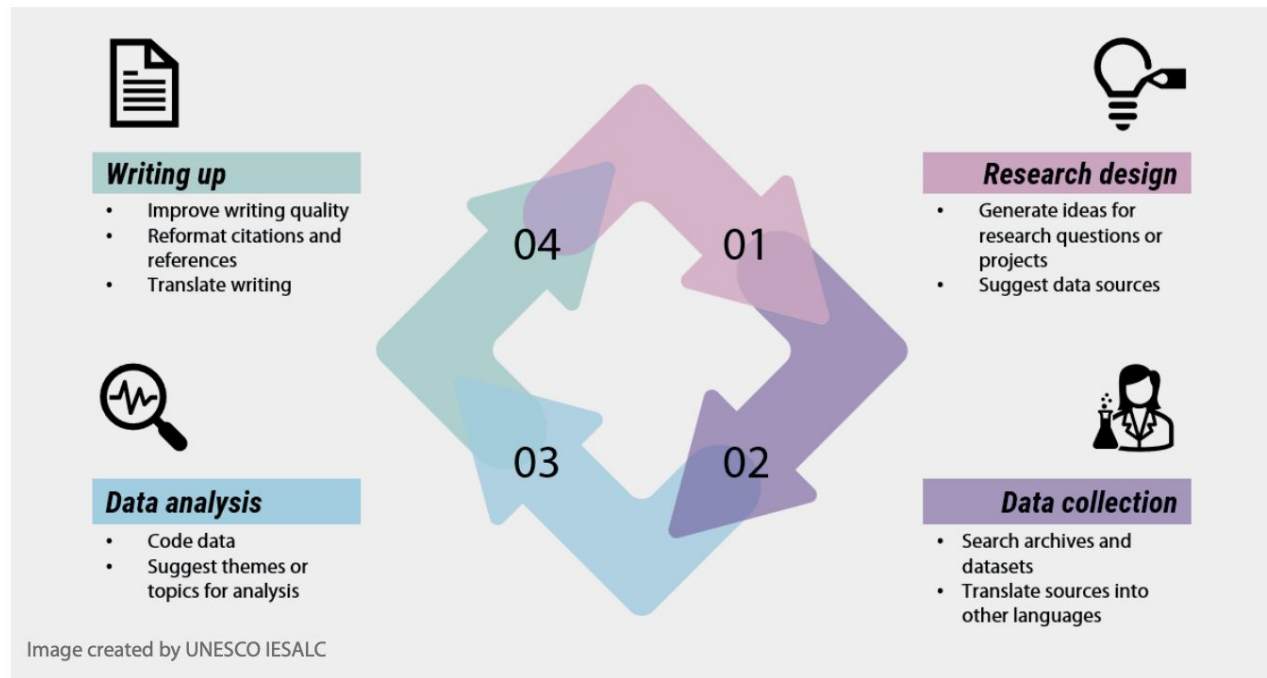 Writing up
• Improve writing quality
• Reformat citations and
references
• Translate writing
04
01
Research design
• Generate ideas for
research questions or
projects
• Suggest data sources
Data analysis
• Code data
• Suggest themes or
topics for analysis
03
02
Data collection
• Search archives and
datasets
• Translate sources into
other languages
Image created by UNESCO IESALC